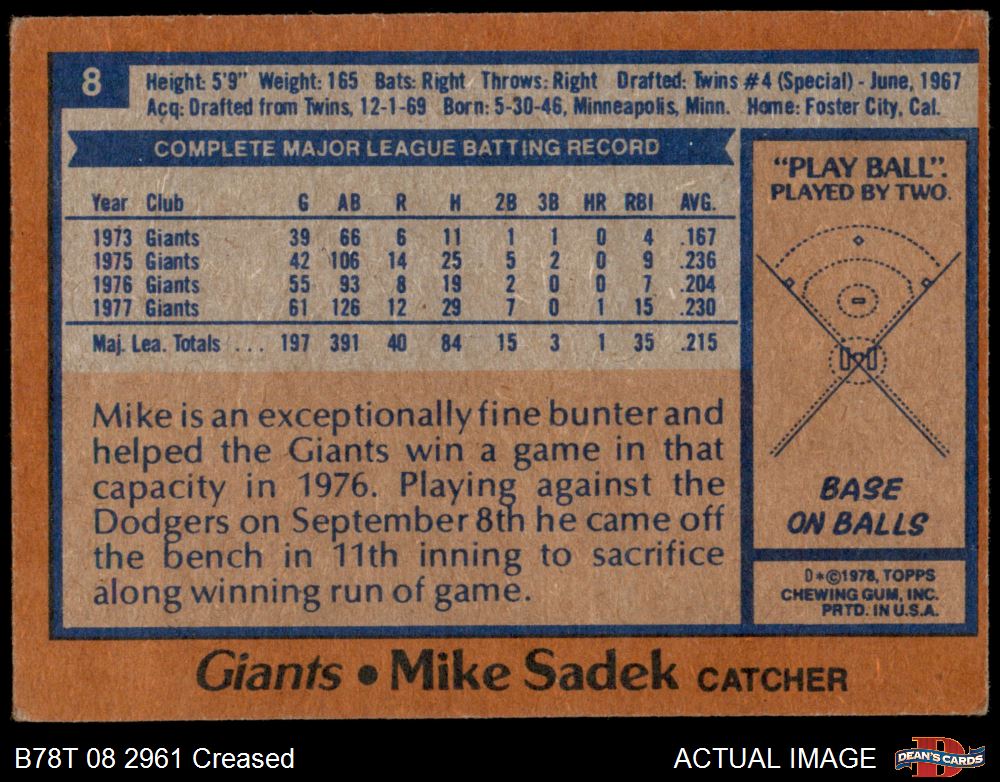 8
Height: 5'9" Weight: 165 Bats: Right Throws: Right Drafted: Twins #4 (Special) - June, 1967
Acq: Drafted from Twins, 12-1-69 Born: 5-30-46, Minneapolis, Minn. Home: Foster City, Cal.
COMPLETE MAJOR LEAGUE BATTING RECORD
Year Club G AB R H 2B 3B HR RBI AVG.
1973 Giants 39 66 6 11 1 1 0 4 .167
1975 Giants 42 106 14 25 5 2 0 9 .236
1976 Giants 55 93 8 19 2 0 0 7 .204
1977 Giants 61 126 12 29 7 0 1 15 .230
Maj. Lea. Totals ... 197 391 40 84 15 3 1 35 .215
Mike is an exceptionally fine bunter and
helped the Giants win a game in that
capacity in 1976. Playing against the
Dodgers on September 8th he came off
the bench in 11th inning to sacrifice
along winning run of game.
"PLAY BALL".
PLAYED BY TWO.
BASE
ON BALLS
D*©1978, TOPPS
CHEWING GUM, INC.
PRTD. IN U.S.A.
Giants • Mike Sadek CATCHER
B78T 08 2961 Creased
ACTUAL IMAGE
D
DEAN'S CARDS